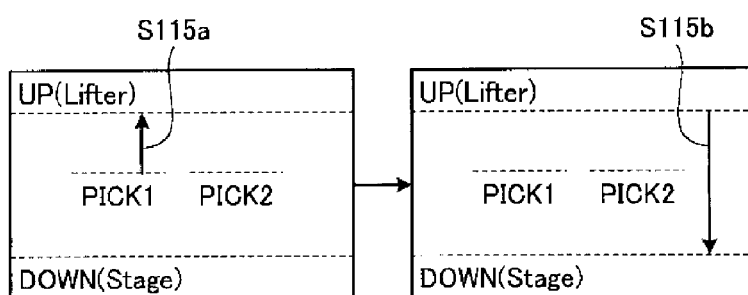 S115a S115b
UP(Lifter) UP(Lifter)
PICK1 PICK2 PICK1 PICK2
DOWN(Stage) DOWN(Stage)